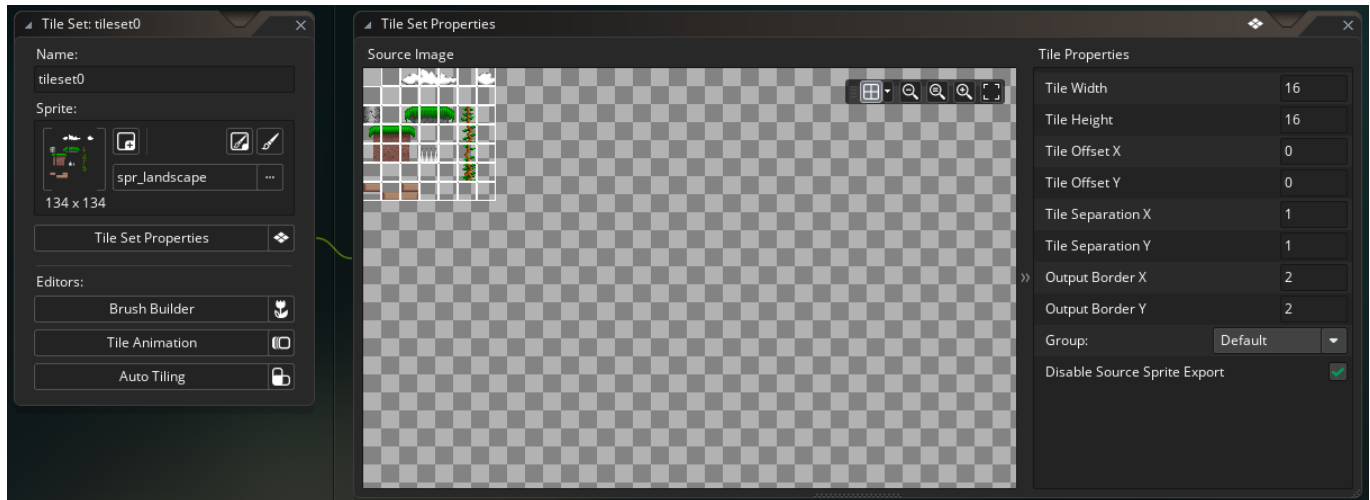 Tile Set: tileset0
Name:
tileset0
Sprite:
spr_landscape
...
134 x 134
Tile Set Properties
Editors:
Brush Builder
Tile Animation
Auto Tiling
Tile Set Properties
Source Image
Tile Properties
Tile Width 16
Tile Height 16
Tile Offset X 0
Tile Offset Y 0
Tile Separation X 1
Tile Separation Y 1
Output Border X 2
Output Border Y 2
Group: Default
Disable Source Sprite Export